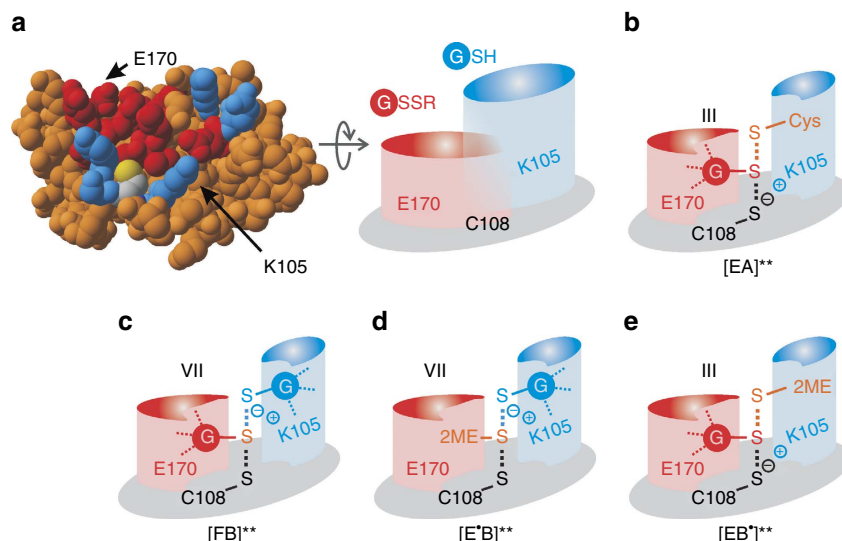 a
E170
K105
G SH
G SSR
K105
E170
C108
b
III
S Cys
G S
K105
E170
⊖ ⊕
C108 S
[EA]**
c
VII
S G
⊖ ⊕
G S
K105
E170
C108 S
[FB]**
d
VII
S G
⊖ ⊕
2ME S
K105
E170
C108 S
[E•B]**
e
III
S 2ME
G S
K105
E170
⊖ ⊕
C108 S
[EB•]**